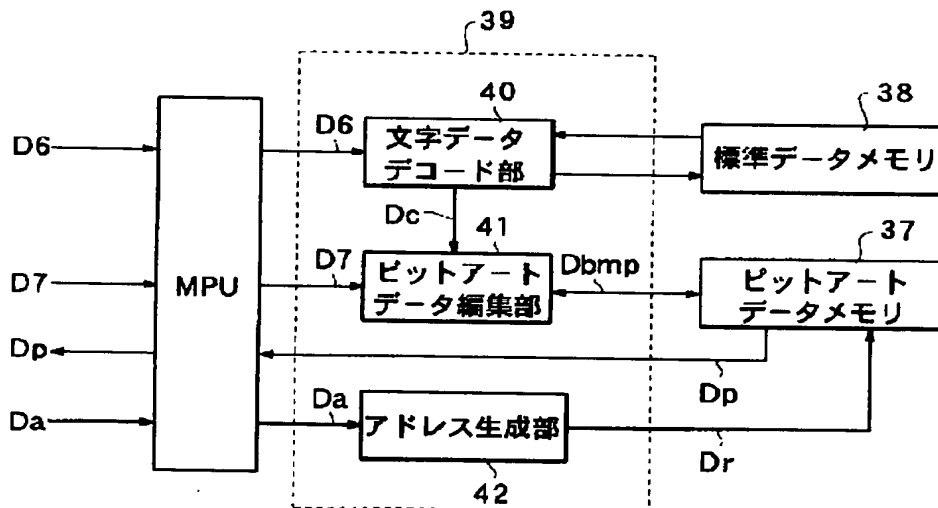 39
40
38
D6
D6
文字データ
デコード部
標準データメモリ
Dc
41
37
D7
MPU
D7
ビットアート
データ編集部
Dbmp
ビットアート
データメモリ
Dp
Dp
Da
Da
アドレス生成部
Dr
42